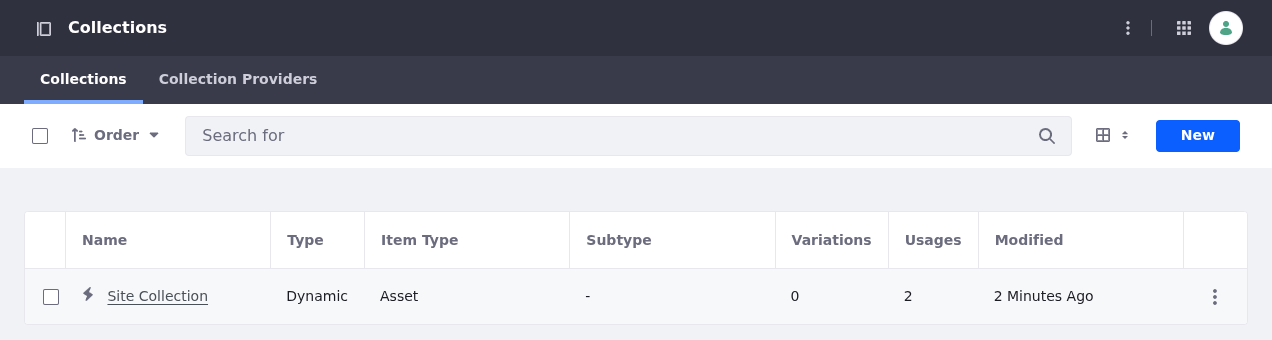 Collections
Collections Collection Providers
Order Search for New
Name Type Item Type Subtype Variations Usages Modified
Site Collection Dynamic Asset - 0 2 2 Minutes Ago